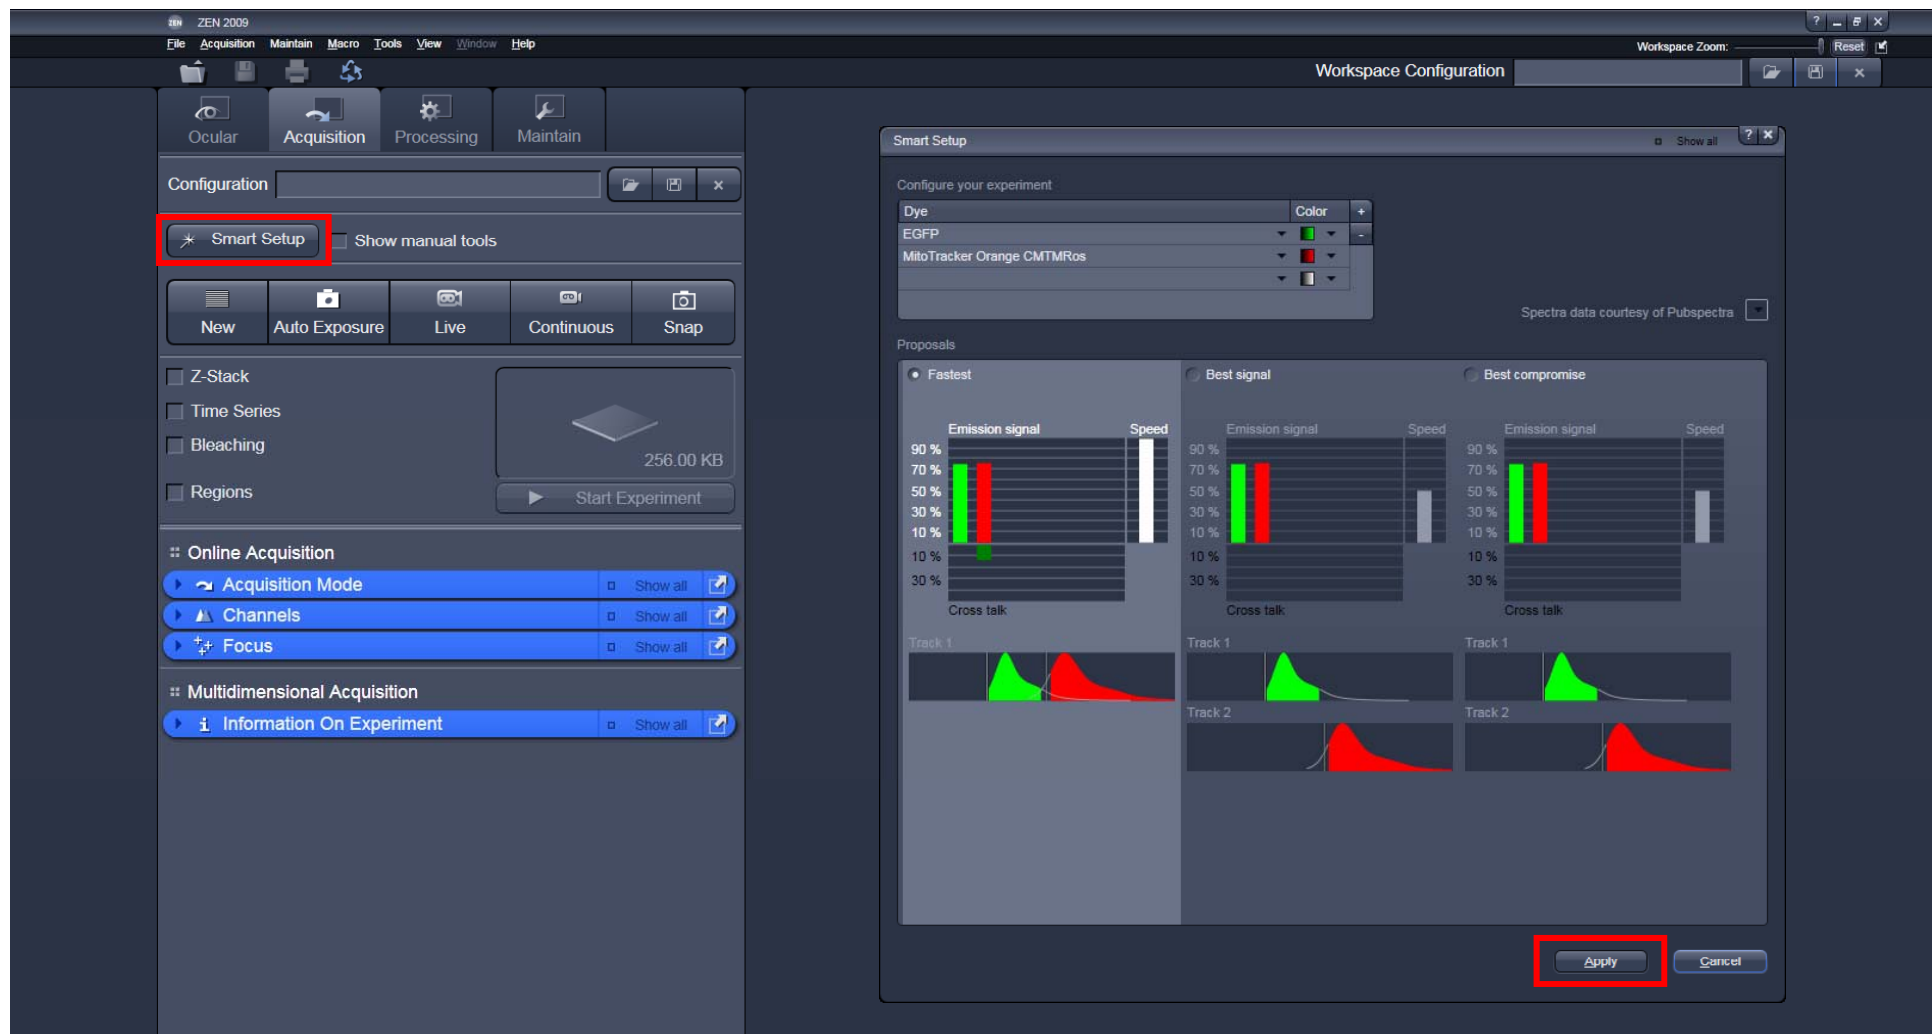 ZEN ZEN 2009 ? x
File Acquisition Maintain Macro Tools View Window Help
Workspace Zoom: Reset
Workspace Configuration
Ocular Acquisition Processing Maintain
Configuration
Smart Setup Show manual tools
New Auto Exposure Live Continuous Snap
Z-Stack
Time Series
Bleaching
256.00 KB
Regions
Start Experiment
Online Acquisition
Acquisition Mode Show all
Channels Show all
Focus Show all
Multidimensional Acquisition
i Information On Experiment Show all
Smart Setup Show all ? x
Configure your experiment
Dye Color +
EGFP -
MitoTracker Orange CMTMRos
Spectra data courtesy of Pubspectra
Proposals
Fastest
Emission signal Speed
90 %
70 %
50 %
30 %
10 %
10 %
30 %
Cross talk
Track 1
Best signal
Emission signal Speed
90 %
70 %
50 %
30 %
10 %
10 %
30 %
Cross talk
Track 1
Track 2
Best compromise
Emission signal Speed
90 %
70 %
50 %
30 %
10 %
10 %
30 %
Cross talk
Track 1
Track 2
Apply Cancel